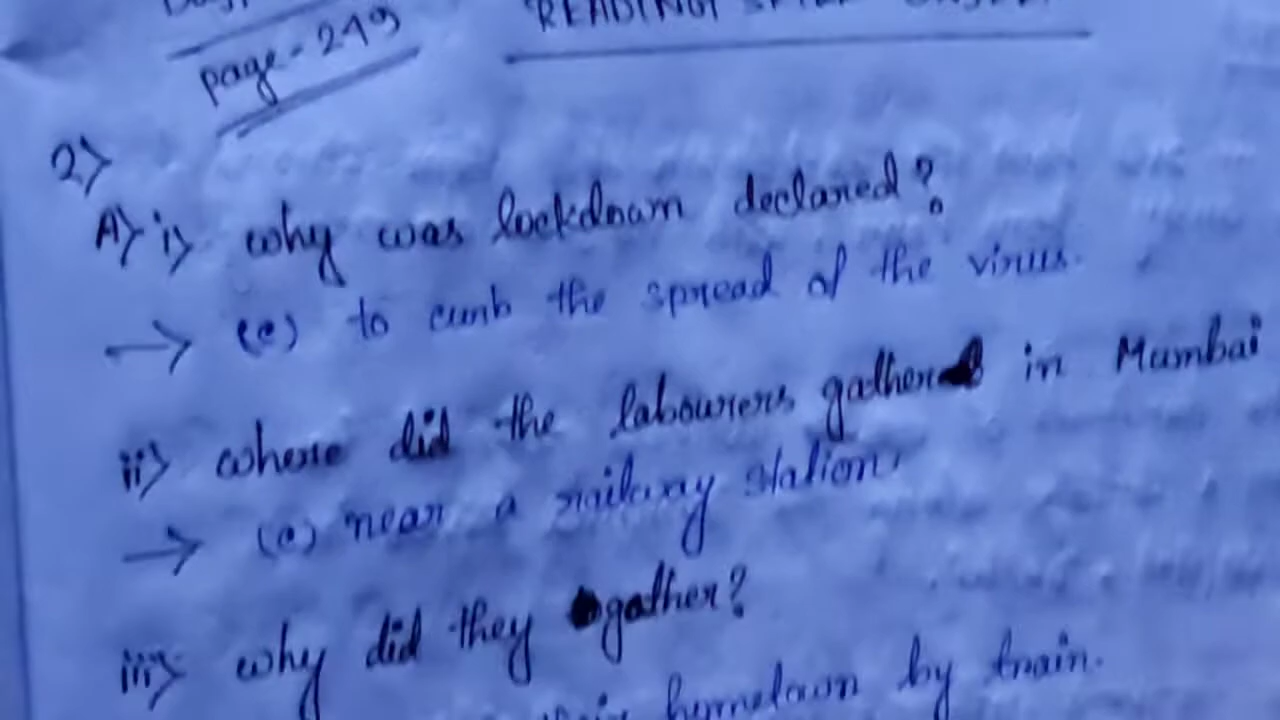 page - 249
READING
2)
A) i) why was lockdown declared?
→ (c) to curb the spread of the virus.
ii) where did the labourers gather in Mumbai
→ (a) near a railway station.
iii) why did they gather?
hometown by train.